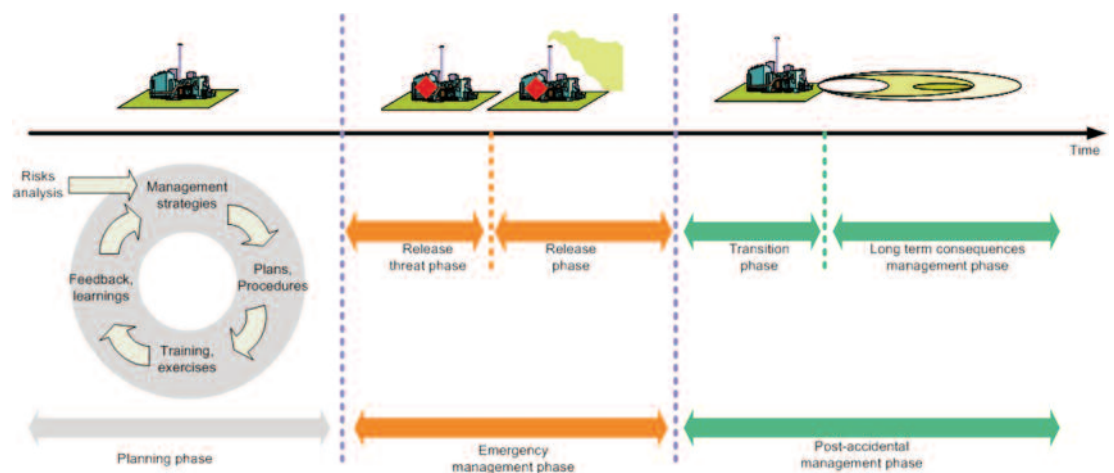 Time
Risks
analysis
Management
strategies
Plans,
Procedures
Training,
exercises
Feedback,
learnings
Release
threat phase
Release
phase
Transition
phase
Long term consequences
management phase
Planning phase
Emergency
management phase
Post-accidental
management phase